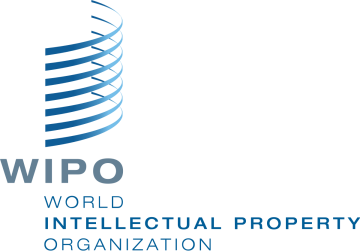 WIPO
WORLD
INTELLECTUAL PROPERTY
ORGANIZATION